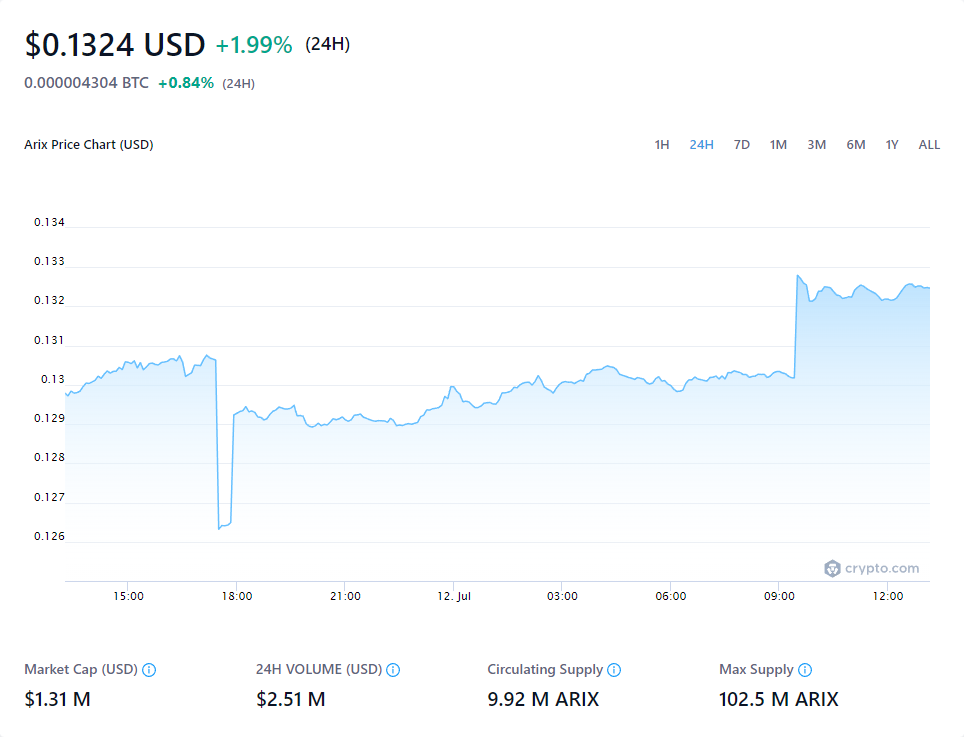 $0.1324 USD +1.99% (24H)
0.000004304 BTC +0.84% (24H)
Arix Price Chart (USD) 1H 24H 7D 1M 3M 6M 1Y ALL
0.134
0.133
0.132
0.131
0.13
0.129
0.128
0.127
0.126
crypto.com
15:00 18:00 21:00 12. Jul 03:00 06:00 09:00 12:00
Market Cap (USD) 24H VOLUME (USD) Circulating Supply Max Supply
$1.31 M $2.51 M 9.92 M ARIX 102.5 M ARIX